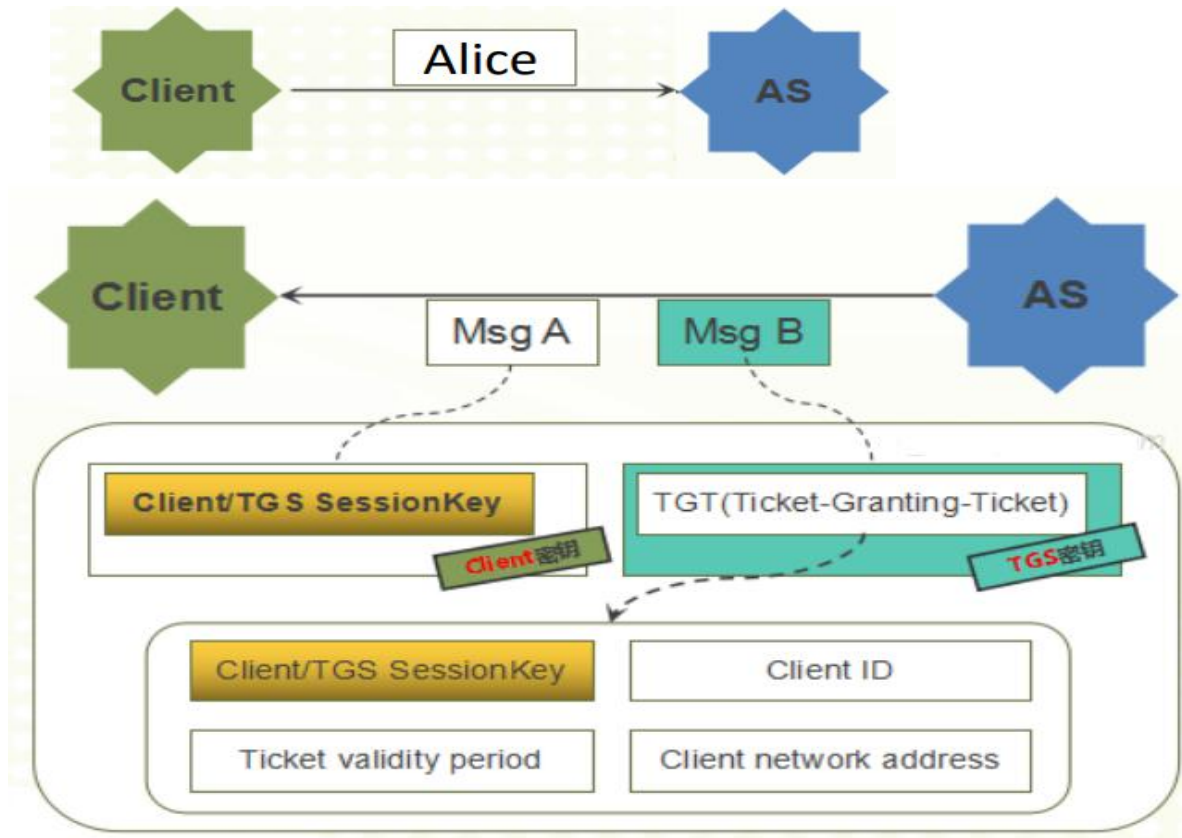 Client
Alice
AS
Client
AS
Msg A
Msg B
Client/TGS SessionKey
TGT(Ticket-Granting-Ticket)
Client密钥
TGS密钥
Client/TGS SessionKey
Client ID
Ticket validity period
Client network address